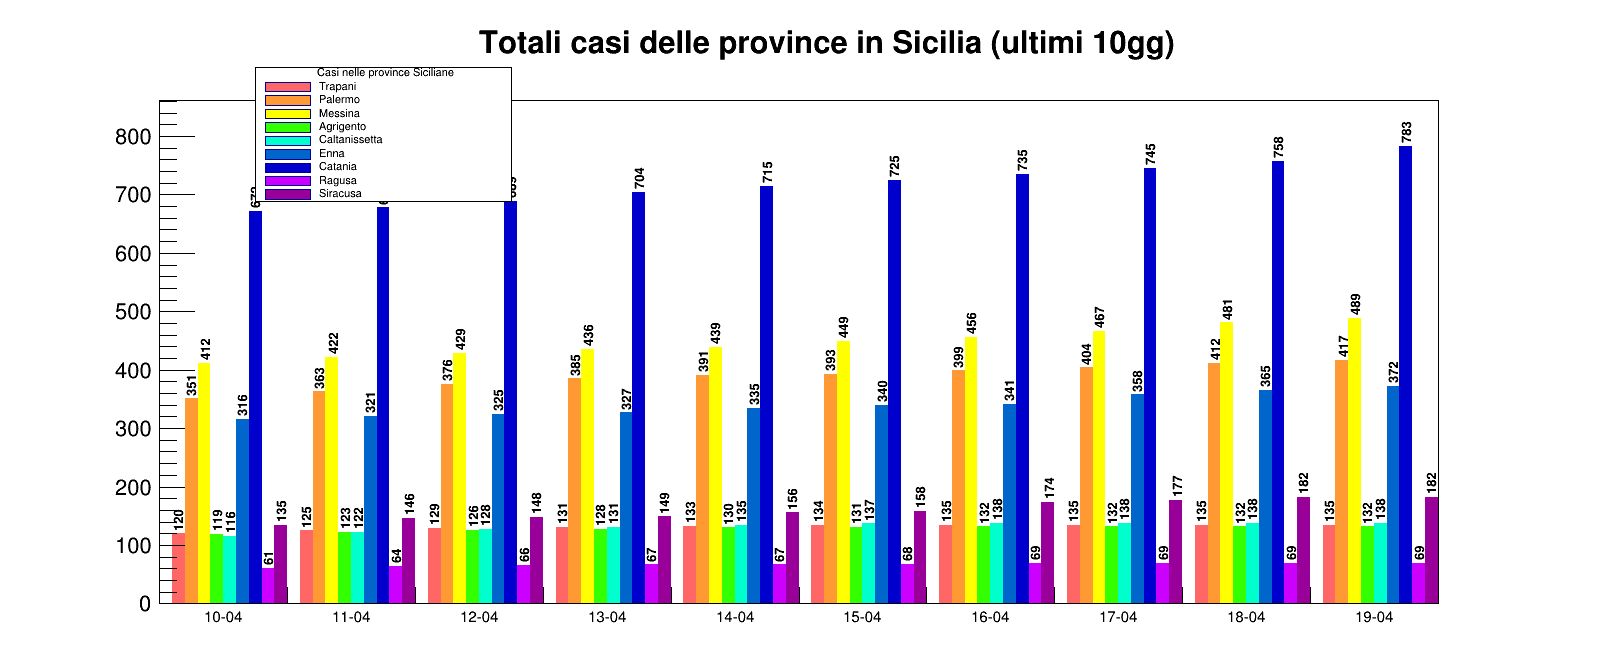 Totali casi delle province in Sicilia (ultimi 10gg)
Casi nelle province Siciliane
Trapani
Palermo
Messina
Agrigento
Caltanissetta
Enna
Catania
Ragusa
Siracusa
800
700
600
500
400
300
200
100
0
120 351 412 119 116 316 61 135
125 363 422 123 122 321 64 146
129 376 429 126 128 325 66 148
131 385 436 128 131 327 704 67 149
133 391 439 130 135 335 715 67 156
134 393 449 131 137 340 725 68 158
135 399 456 132 138 341 735 69 174
135 404 467 132 138 358 745 69 177
135 412 481 132 138 365 758 69 182
135 417 489 132 138 372 783 69 182
10-04 11-04 12-04 13-04 14-04 15-04 16-04 17-04 18-04 19-04